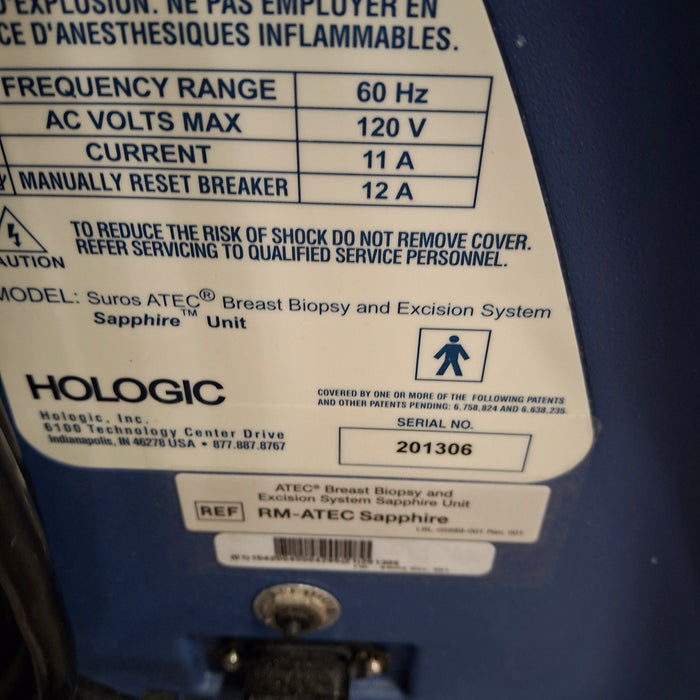 D'EXPLOSION. NE PAS EMPLOYER EN
CE D'ANESTHESIQUES INFLAMMABLES.
FREQUENCY RANGE 60 Hz
AC VOLTS MAX 120 V
CURRENT 11 A
MANUALLY RESET BREAKER 12 A
CAUTION
TO REDUCE THE RISK OF SHOCK DO NOT REMOVE COVER.
REFER SERVICING TO QUALIFIED SERVICE PERSONNEL.
MODEL: Suros ATEC® Breast Biopsy and Excision System
Sapphire™ Unit
HOLOGIC
Hologic, Inc.
6100 Technology Center Drive
Indianapolis, IN 46278 USA • 877.887.8767
COVERED BY ONE OR MORE OF THE FOLLOWING PATENTS
AND OTHER PATENTS PENDING: 6,758,824 AND 6,638,235.
SERIAL NO.
201306
ATEC® Breast Biopsy and
Excision System Sapphire Unit
REF RM-ATEC Sapphire